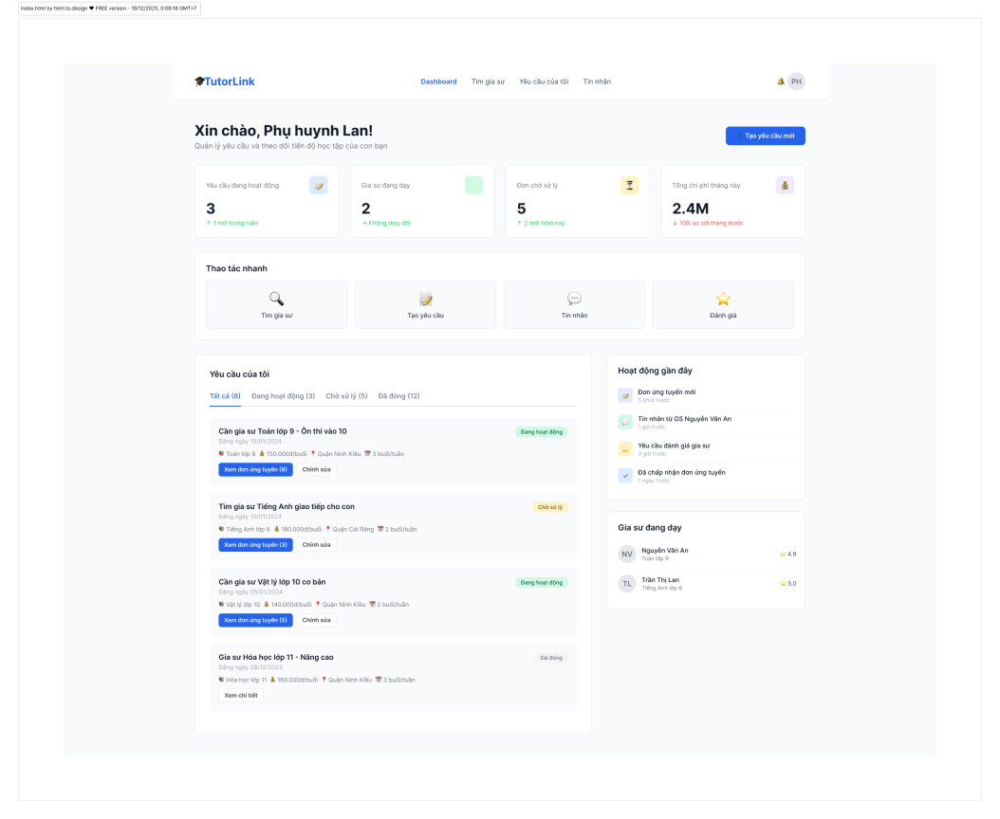 index.html by html.to.design ❤ FREE version - 19/12/2025, 0:08:18 GMT+7
🎓TutorLink
Dashboard Tìm gia sư Yêu cầu của tôi Tin nhắn
🔔 PH
Xin chào, Phụ huynh Lan!
Quản lý yêu cầu và theo dõi tiến độ học tập của con bạn
Tạo yêu cầu mới
Yêu cầu đang hoạt động
3
↑ 1 mới trong tuần
Gia sư đang dạy
2
→ Không thay đổi
Đơn chờ xử lý
5
↑ 2 mới hôm nay
Tổng chi phí tháng này
2.4M
↓ 10% so với tháng trước
Thao tác nhanh
Tìm gia sư
Tạo yêu cầu
Tin nhắn
Đánh giá
Yêu cầu của tôi
Tất cả (8) Đang hoạt động (3) Chờ xử lý (5) Đã đóng (12)
Cần gia sư Toán lớp 9 - Ôn thi vào 10
Đang hoạt động
Đăng ngày 15/01/2024
📚 Toán lớp 9 💰 150.000đ/buổi 📍 Quận Ninh Kiều 📅 3 buổi/tuần
Xem đơn ứng tuyển (8) Chỉnh sửa
Tìm gia sư Tiếng Anh giao tiếp cho con
Chờ xử lý
Đăng ngày 10/01/2024
📚 Tiếng Anh lớp 6 💰 180.000đ/buổi 📍 Quận Cái Răng 📅 2 buổi/tuần
Xem đơn ứng tuyển (3) Chỉnh sửa
Cần gia sư Vật lý lớp 10 cơ bản
Đang hoạt động
Đăng ngày 05/01/2024
📚 Vật lý lớp 10 💰 140.000đ/buổi 📍 Quận Ninh Kiều 📅 2 buổi/tuần
Xem đơn ứng tuyển (5) Chỉnh sửa
Gia sư Hóa học lớp 11 - Nâng cao
Đã đóng
Đăng ngày 28/12/2023
📚 Hóa học lớp 11 💰 160.000đ/buổi 📍 Quận Ninh Kiều 📅 3 buổi/tuần
Xem chi tiết
Hoạt động gần đây
Đơn ứng tuyển mới
5 phút trước
Tin nhắn từ GS Nguyễn Văn An
1 giờ trước
Yêu cầu đánh giá gia sư
3 giờ trước
Đã chấp nhận đơn ứng tuyển
1 ngày trước
Gia sư đang dạy
NV Nguyễn Văn An ⭐ 4.9
Toán lớp 9
TL Trần Thị Lan ⭐ 5.0
Tiếng Anh lớp 6